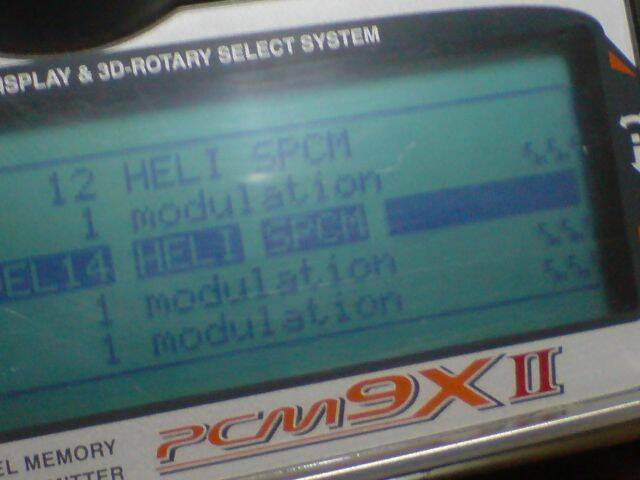 ISPLAY & 3D-ROTARY SELECT SYSTEM
12 HELI SPCM
1 modulation
DEL14 HELI SPCM
1 modulation
1 modulation
PCM9XII
EL MEMORY
ITTER